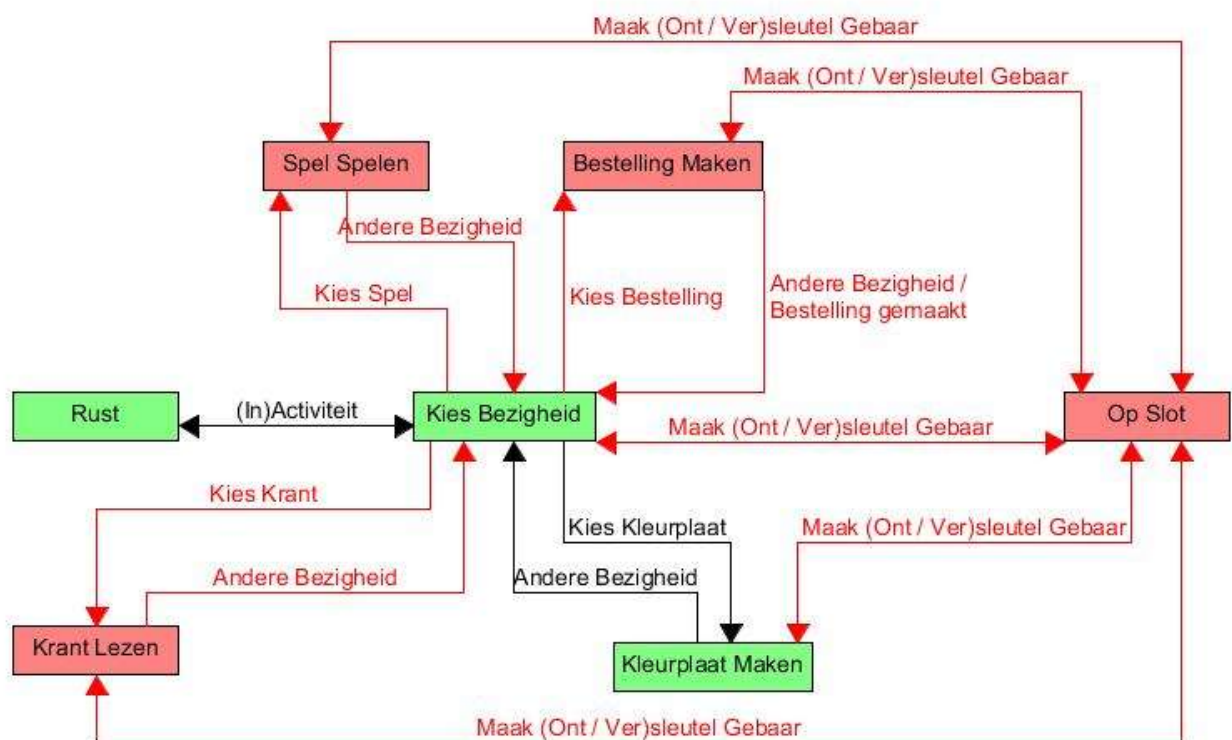 Maak (Ont / Ver)sleutel Gebaar
Maak (Ont / Ver)sleutel Gebaar
Spel Spelen
Bestelling Maken
Andere Bezigheid
Kies Spel
Kies Bestelling
Andere Bezigheid /
Bestelling gemaakt
Rust
(In)Activiteit
Kies Bezigheid
Maak (Ont / Ver)sleutel Gebaar
Op Slot
Kies Krant
Kies Kleurplaat
Maak (Ont / Ver)sleutel Gebaar
Andere Bezigheid
Andere Bezigheid
Krant Lezen
Kleurplaat Maken
Maak (Ont / Ver)sleutel Gebaar